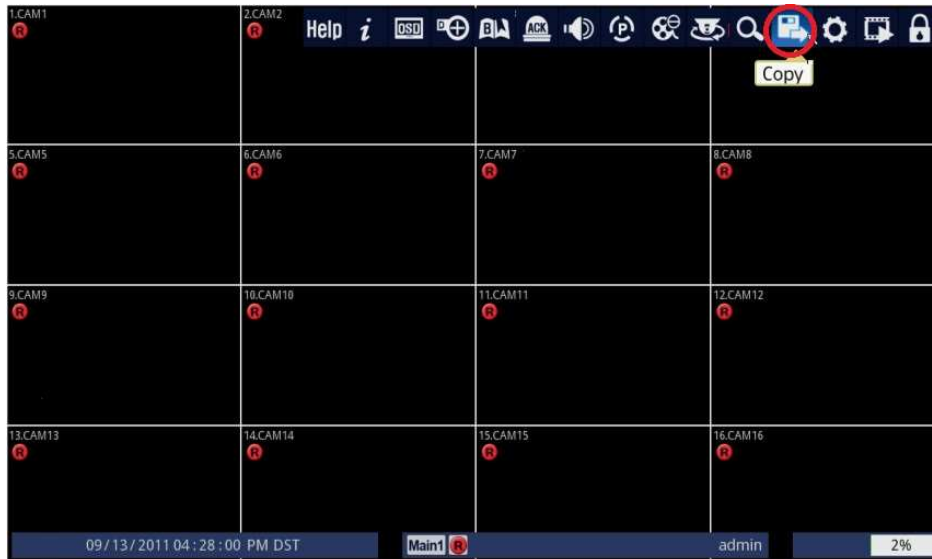 1.CAM1
2.CAM2
Help i OSD D B ACK P
Copy
5.CAM5
R
6.CAM6
R
7.CAM7
R
8.CAM8
R
9.CAM9
R
10.CAM10
R
11.CAM11
R
12.CAM12
R
13.CAM13
R
14.CAM14
R
15.CAM15
R
16.CAM16
R
09/13/2011 04:28:00 PM DST
Main1 R
admin
2%